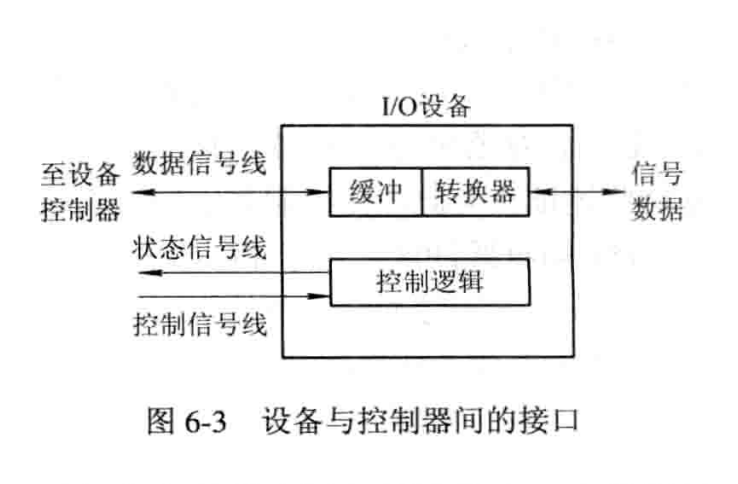 I/O设备
至设备
控制器
数据信号线
缓冲
转换器
信号
数据
状态信号线
控制逻辑
控制信号线
图 6-3 设备与控制器间的接口